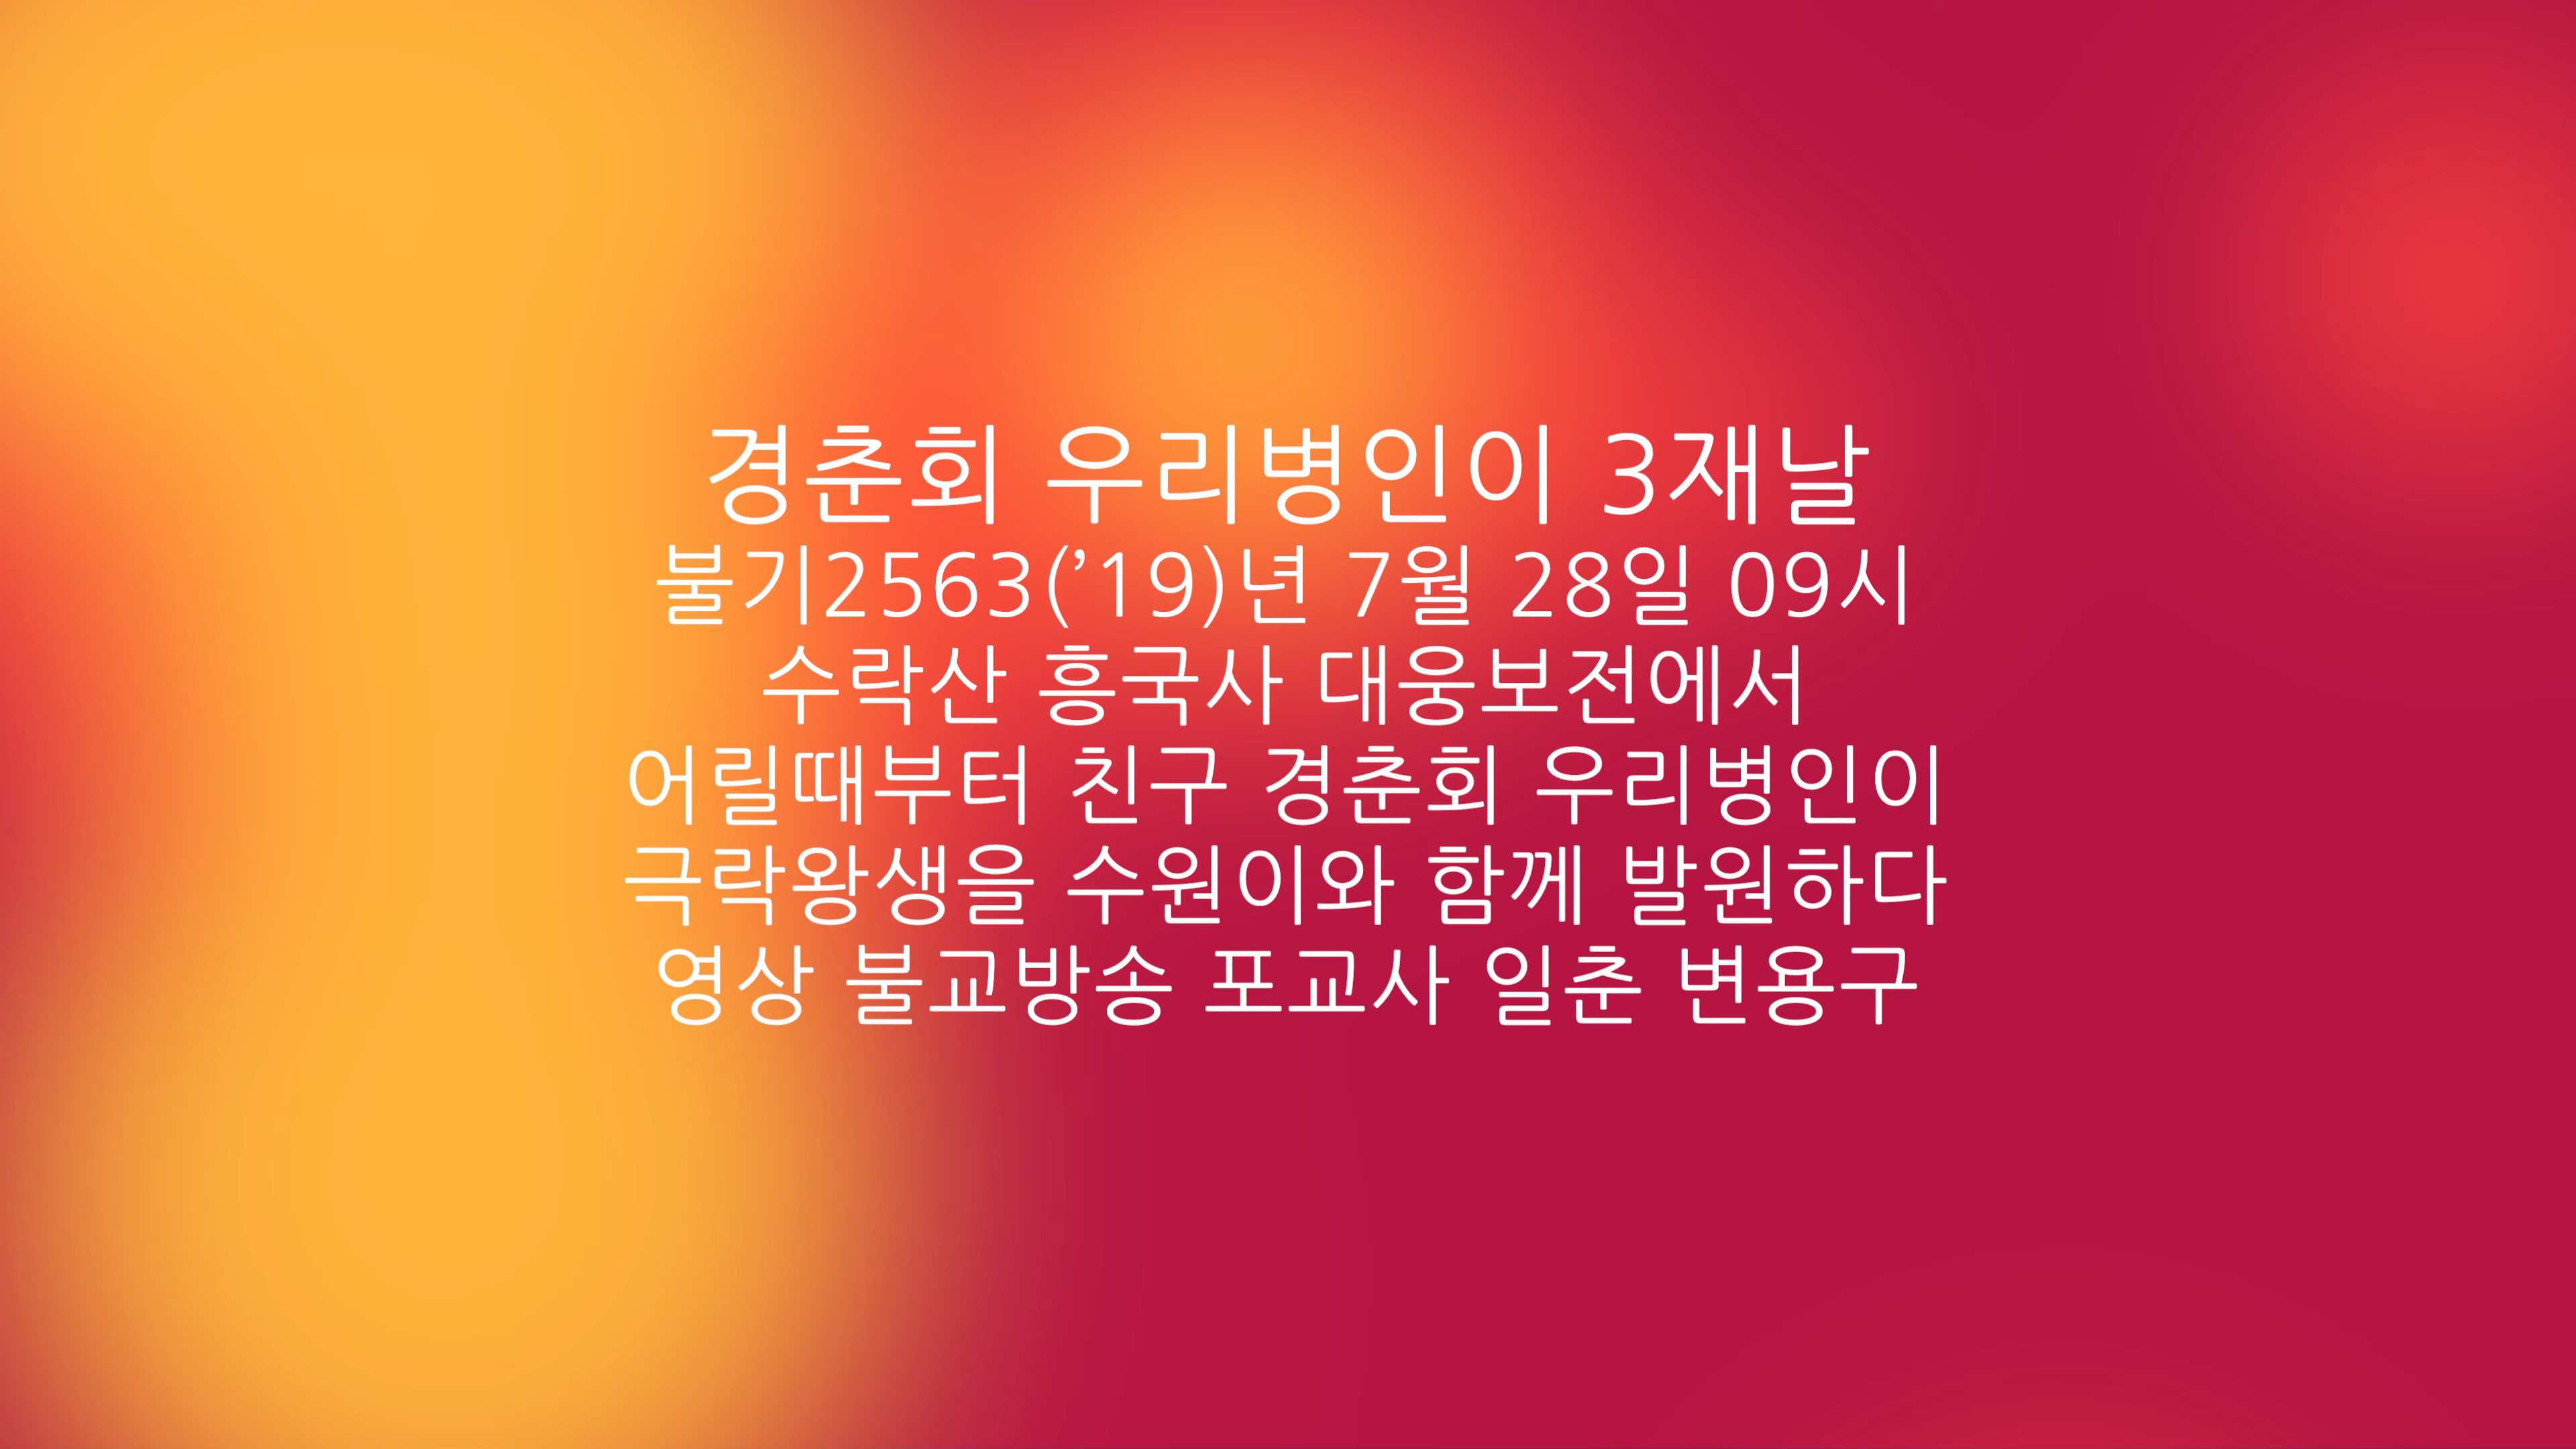 경춘회 우리병인이 3재날
불기2563(’19)년 7월 28일 09시
수락산 흥국사 대웅보전에서
어릴때부터 친구 경춘회 우리병인이
극락왕생을 수원이와 함께 발원하다
영상 불교방송 포교사 일춘 변용구